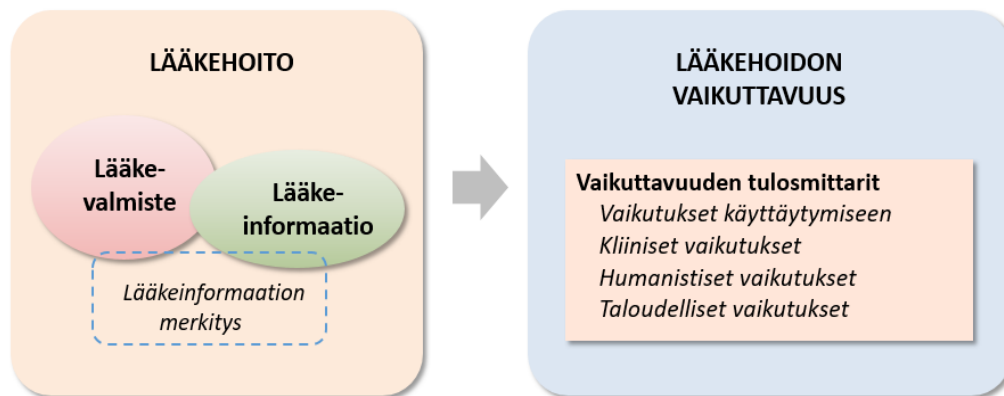 LÄÄKEHOITO
Lääke-
valmiste
Lääke-
informaatio
Lääkeinformaation
merkitys
LÄÄKEHOIDON
VAIKUTTAVUUS
Vaikuttavuuden tulosmittarit
Vaikutukset käyttäytymiseen
Kliiniset vaikutukset
Humanistiset vaikutukset
Taloudelliset vaikutukset